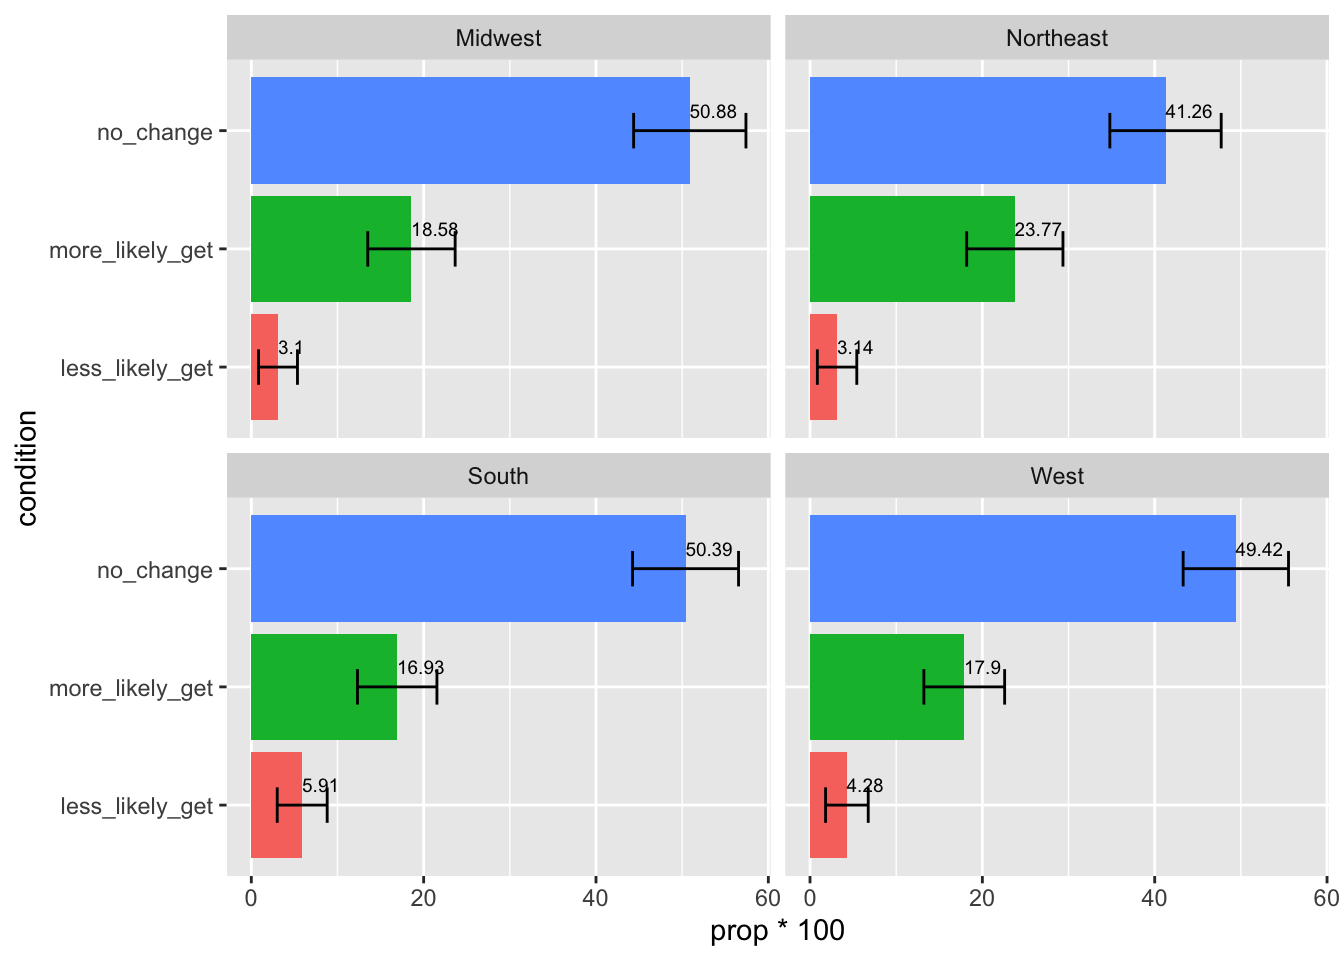 Midwest
Northeast
no_change
50.88
41.26
more_likely_get
18.58
23.77
less_likely_get
3.1
3.14
South
West
condition
no_change
50.39
49.42
more_likely_get
16.93
17.9
less_likely_get
5.91
4.28
0 20 40 60 0 20 40 60
prop * 100